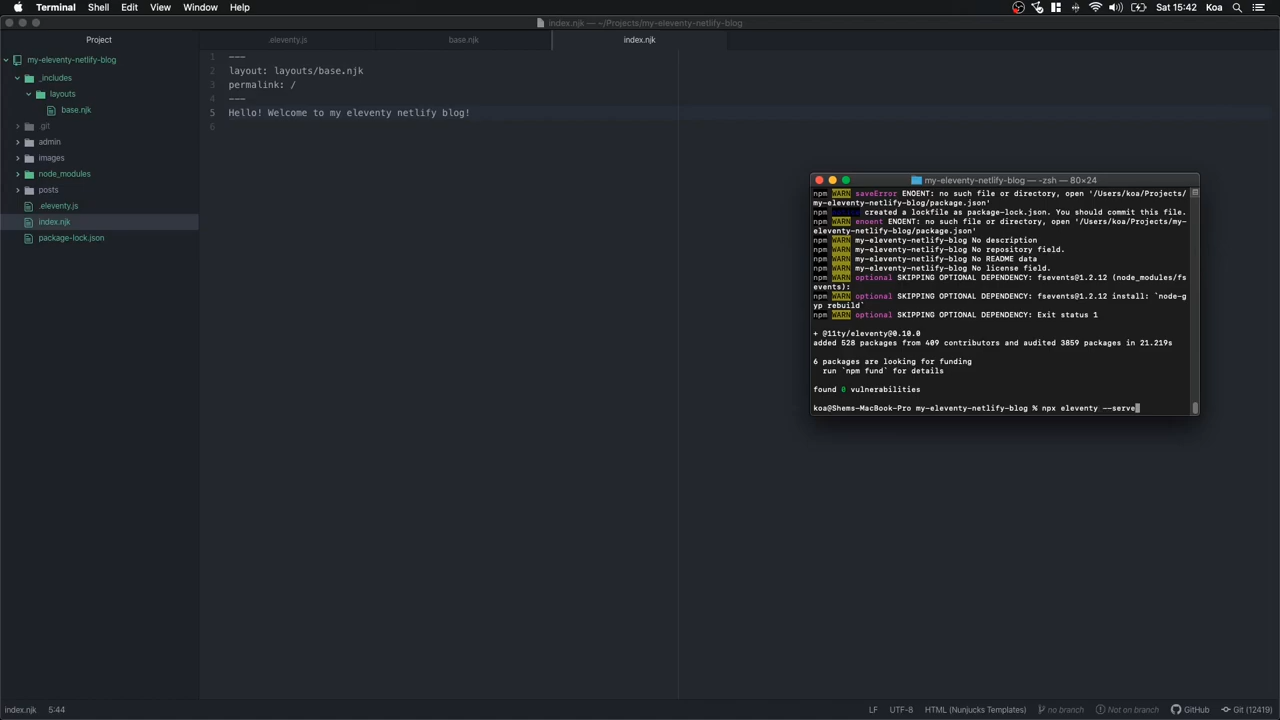 Terminal Shell Edit View Window Help
Sat 15:42 Koa
index.njk — ~/Projects/my-eleventy-netlify-blog
Project
.eleventy.js
base.njk
index.njk
my-eleventy-netlify-blog
_includes
layouts
base.njk
.git
admin
images
node_modules
posts
.eleventy.js
index.njk
package-lock.json
1 ---
2 layout: layouts/base.njk
3 permalink: /
4 ---
5 Hello! Welcome to my eleventy netlify blog!
6
my-eleventy-netlify-blog — -zsh — 80×24
npm WARN saveError ENOENT: no such file or directory, open '/Users/koa/Projects/
my-eleventy-netlify-blog/package.json'
npm created a lockfile as package-lock.json. You should commit this file.
npm WARN enoent ENOENT: no such file or directory, open '/Users/koa/Projects/my-
eleventy-netlify-blog/package.json'
npm WARN my-eleventy-netlify-blog No description
npm WARN my-eleventy-netlify-blog No repository field.
npm WARN my-eleventy-netlify-blog No README data
npm WARN my-eleventy-netlify-blog No license field.
npm WARN optional SKIPPING OPTIONAL DEPENDENCY: fsevents@1.2.12 (node_modules/fs
events):
npm WARN optional SKIPPING OPTIONAL DEPENDENCY: fsevents@1.2.12 install: `node-g
yp rebuild`
npm WARN optional SKIPPING OPTIONAL DEPENDENCY: Exit status 1
+ @11ty/eleventy@0.10.0
added 528 packages from 409 contributors and audited 3859 packages in 21.219s
6 packages are looking for funding
run `npm fund` for details
found 0 vulnerabilities
koa@Shems-MacBook-Pro my-eleventy-netlify-blog % npx eleventy --serve
index.njk 5:44
LF UTF-8 HTML (Nunjucks Templates) no branch Not on branch GitHub Git (12419)